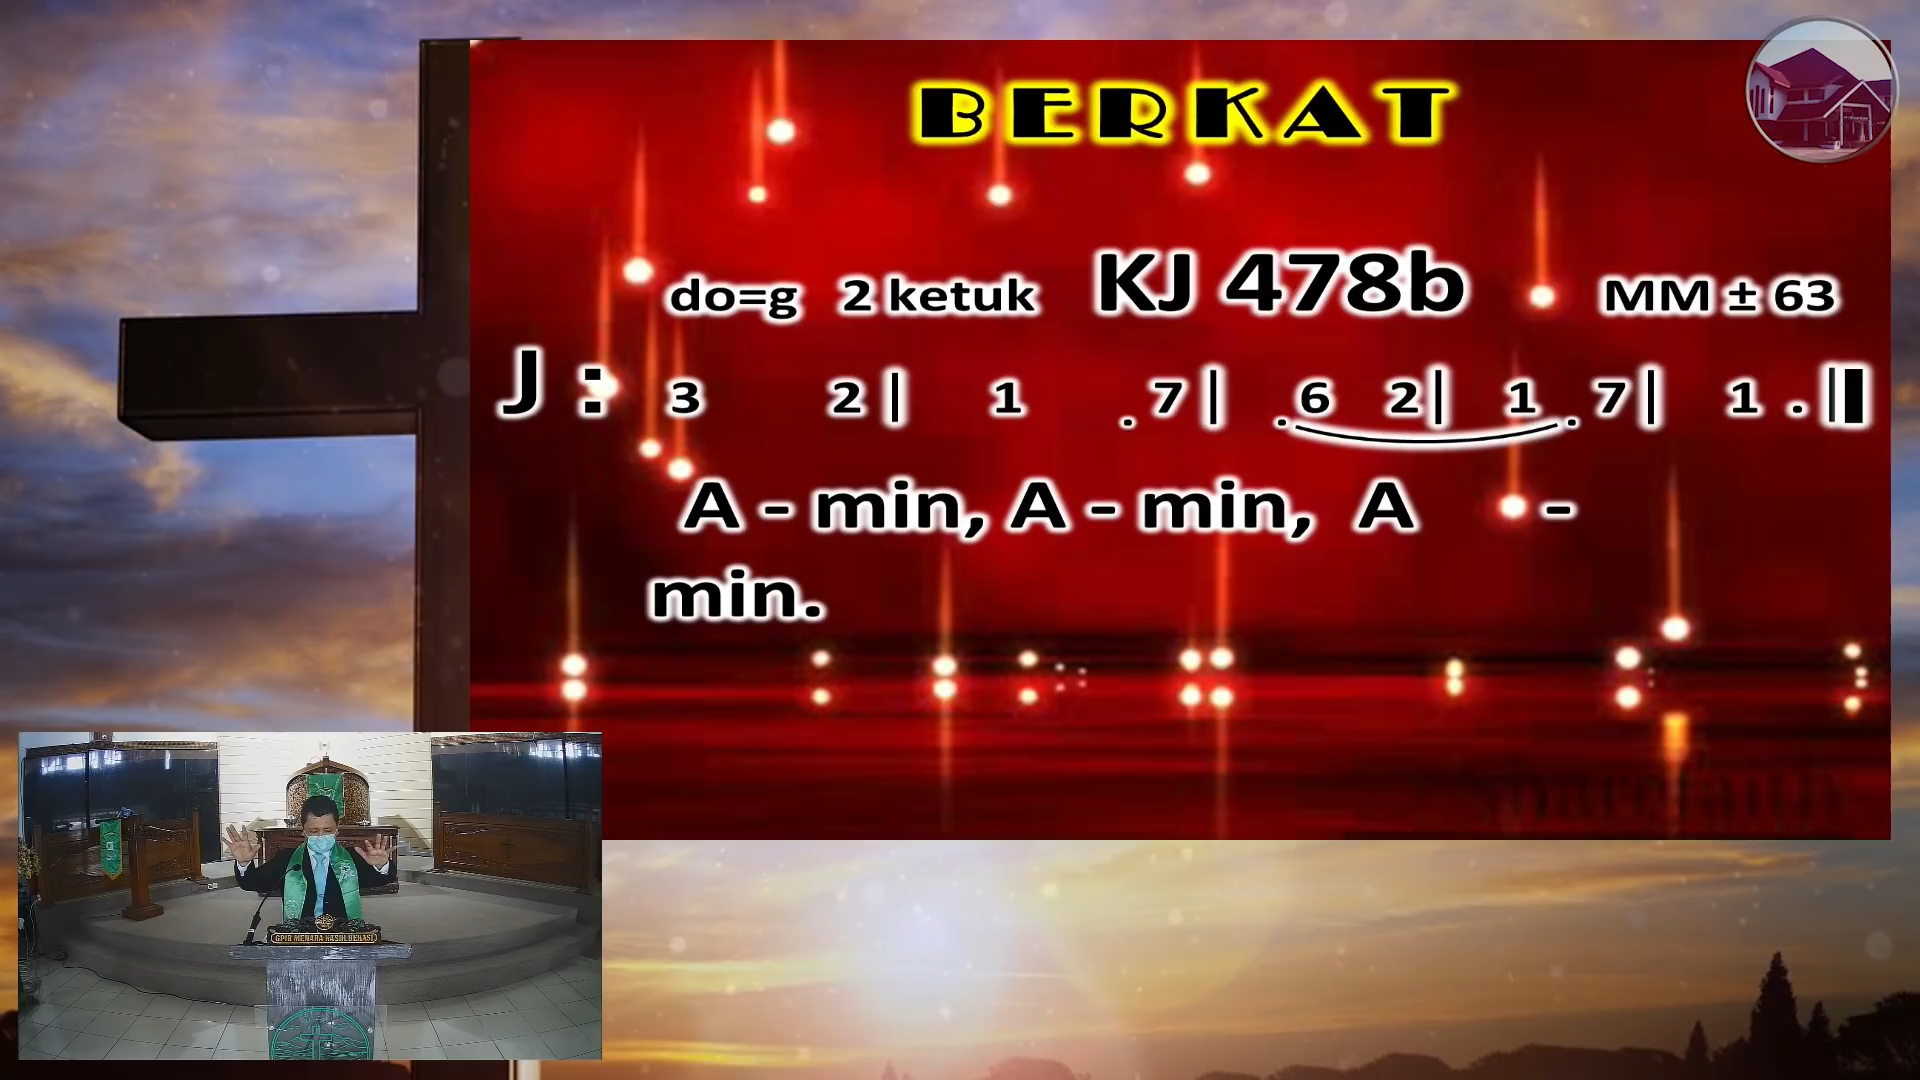 BERKAT
do=g 2 ketuk KJ 478b MM ± 63
J : 3 2 | 1 . 7 | . 6 2 | 1 . 7 | 1 . ||
A - min, A - min, A -
min.
GPIB MENARA KASIH BEKASI